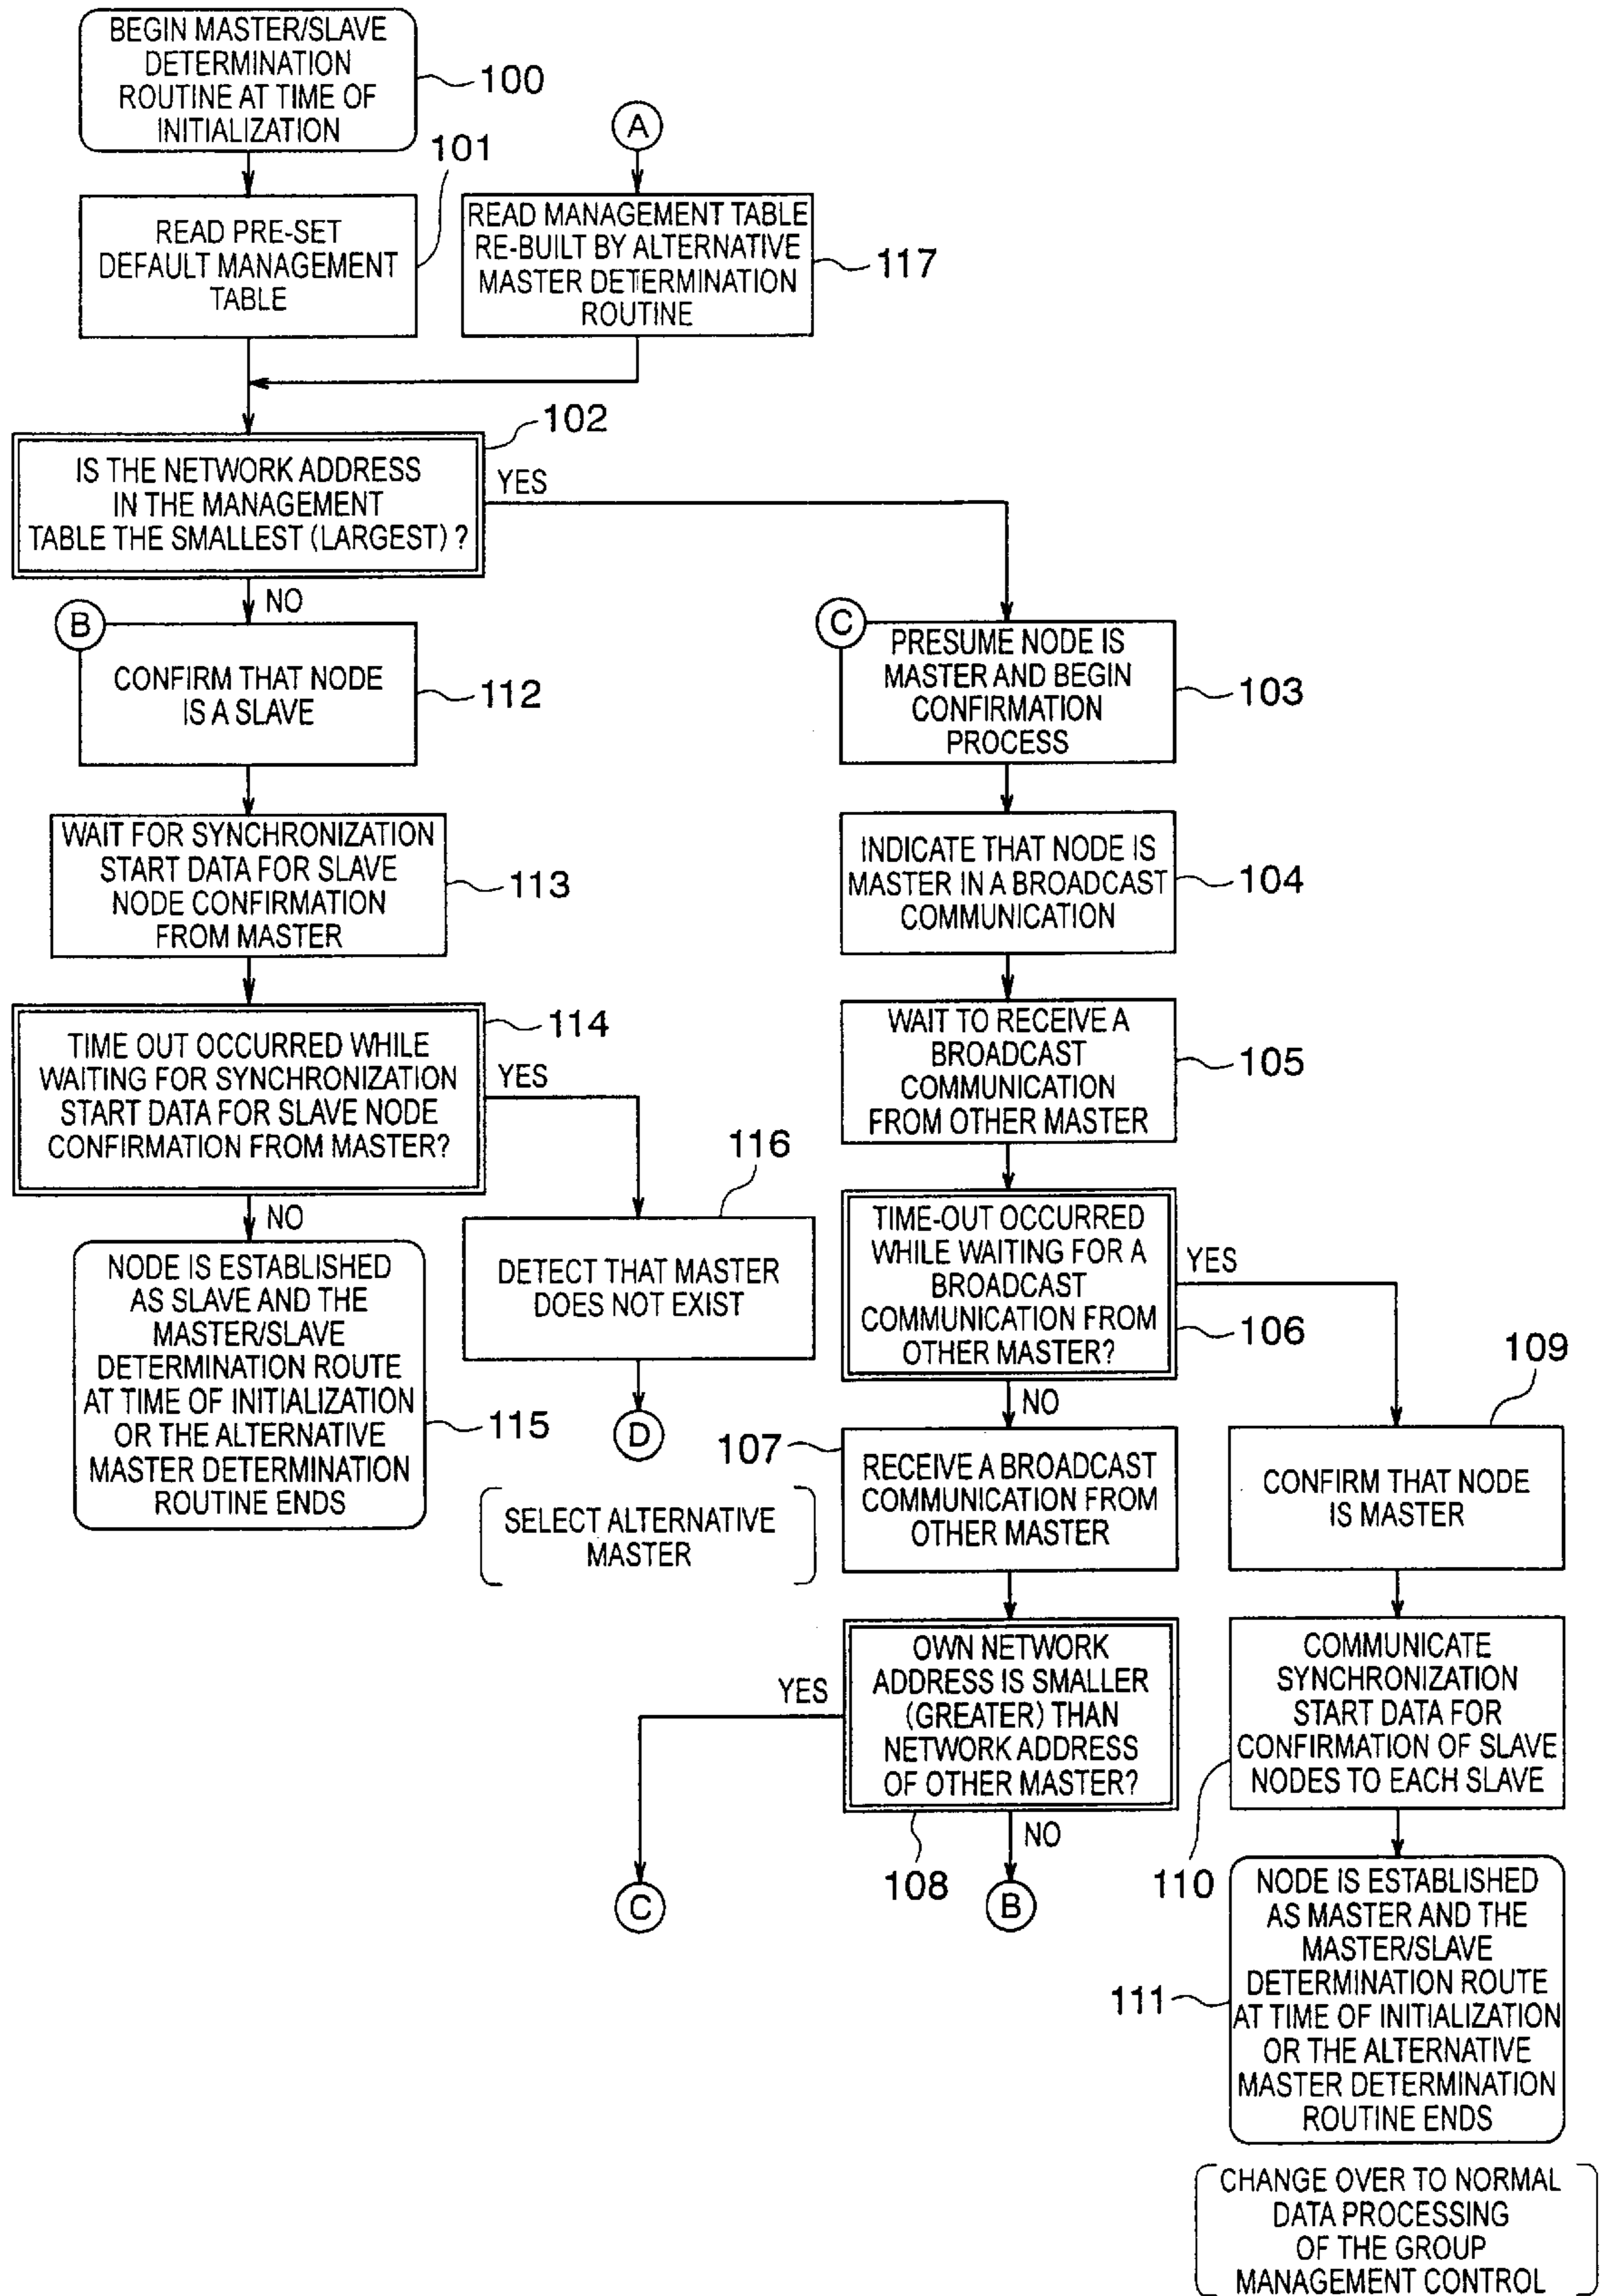 BEGIN MASTER/SLAVE
DETERMINATION
ROUTINE AT TIME OF
INITIALIZATION
100
A
101
READ PRE-SET
DEFAULT MANAGEMENT
TABLE
READ MANAGEMENT TABLE
RE-BUILT BY ALTERNATIVE
MASTER DETERMINATION
ROUTINE
117
102
IS THE NETWORK ADDRESS
IN THE MANAGEMENT
TABLE THE SMALLEST (LARGEST) ?
YES
NO
B
CONFIRM THAT NODE
IS A SLAVE
112
C
PRESUME NODE IS
MASTER AND BEGIN
CONFIRMATION
PROCESS
103
WAIT FOR SYNCHRONIZATION
START DATA FOR SLAVE
NODE CONFIRMATION
FROM MASTER
113
INDICATE THAT NODE IS
MASTER IN A BROADCAST
COMMUNICATION
104
TIME OUT OCCURRED WHILE
WAITING FOR SYNCHRONIZATION
START DATA FOR SLAVE NODE
CONFIRMATION FROM MASTER?
114
YES
NO
WAIT TO RECEIVE A
BROADCAST
COMMUNICATION
FROM OTHER MASTER
105
116
DETECT THAT MASTER
DOES NOT EXIST
D
SELECT ALTERNATIVE
MASTER
NODE IS ESTABLISHED
AS SLAVE AND THE
MASTER/SLAVE
DETERMINATION ROUTE
AT TIME OF INITIALIZATION
OR THE ALTERNATIVE
MASTER DETERMINATION
ROUTINE ENDS
115
TIME-OUT OCCURRED
WHILE WAITING FOR A
BROADCAST
COMMUNICATION FROM
OTHER MASTER?
YES
106
NO
107
RECEIVE A BROADCAST
COMMUNICATION FROM
OTHER MASTER
109
CONFIRM THAT NODE
IS MASTER
OWN NETWORK
ADDRESS IS SMALLER
(GREATER) THAN
NETWORK ADDRESS
OF OTHER MASTER?
YES
NO
108
C
B
COMMUNICATE
SYNCHRONIZATION
START DATA FOR
CONFIRMATION OF SLAVE
NODES TO EACH SLAVE
110
NODE IS ESTABLISHED
AS MASTER AND THE
MASTER/SLAVE
DETERMINATION ROUTE
AT TIME OF INITIALIZATION
OR THE ALTERNATIVE
MASTER DETERMINATION
ROUTINE ENDS
111
CHANGE OVER TO NORMAL
DATA PROCESSING
OF THE GROUP
MANAGEMENT CONTROL